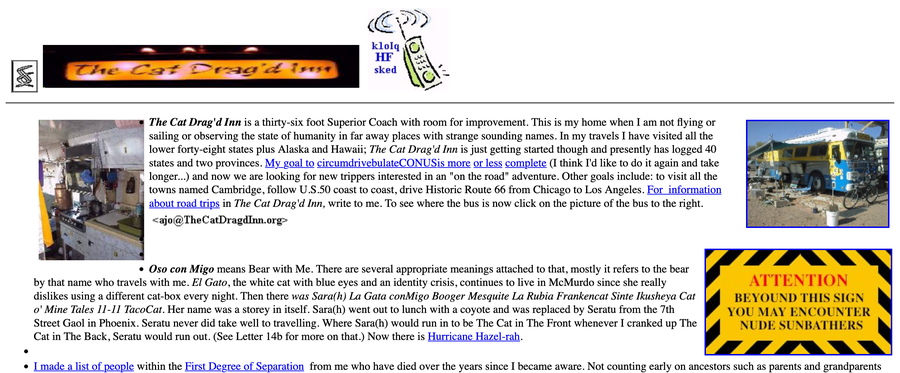 The Cat Drag'd Inn
k1oIq
HF
sked
The Cat Drag'd Inn is a thirty-six foot Superior Coach with room for improvement. This is my home when I am not flying or
sailing or observing the state of humanity in far away places with strange sounding names. In my travels I have visited all the
lower forty-eight states plus Alaska and Hawaii; The Cat Drag'd Inn is just getting started though and presently has logged 40
states and two provinces. My goal to circumdrivebulateCONUSis more or less complete (I think I'd like to do it again and take
longer...) and now we are looking for new trippers interested in an "on the road" adventure. Other goals include: to visit all the
towns named Cambridge, follow U.S.50 coast to coast, drive Historic Route 66 from Chicago to Los Angeles. For information
about road trips in The Cat Drag'd Inn, write to me. To see where the bus is now click on the picture of the bus to the right.
<ajo@TheCatDragdInn.org>
Oso con Migo means Bear with Me. There are several appropriate meanings attached to that, mostly it refers to the bear
by that name who travels with me. El Gato, the white cat with blue eyes and an identity crisis, continues to live in McMurdo since she really
dislikes using a different cat-box every night. Then there was Sara(h) La Gata conMigo Booger Mesquite La Rubia Frankencat Sinte Ikusheya Cat
o' Mine Tales 11-11 TacoCat. Her name was a storey in itself. Sara(h) went out to lunch with a coyote and was replaced by Seratu from the 7th
Street Gaol in Phoenix. Seratu never did take well to travelling. Where Sara(h) would run in to be The Cat in The Front whenever I cranked up The
Cat in The Back, Seratu would run out. (See Letter 14b for more on that.) Now there is Hurricane Hazel-rah.
ATTENTION
BEYOUND THIS SIGN
YOU MAY ENCOUNTER
NUDE SUNBATHERS
I made a list of people within the First Degree of Separation from me who have died over the years since I became aware. Not counting early on ancestors such as parents and grandparents